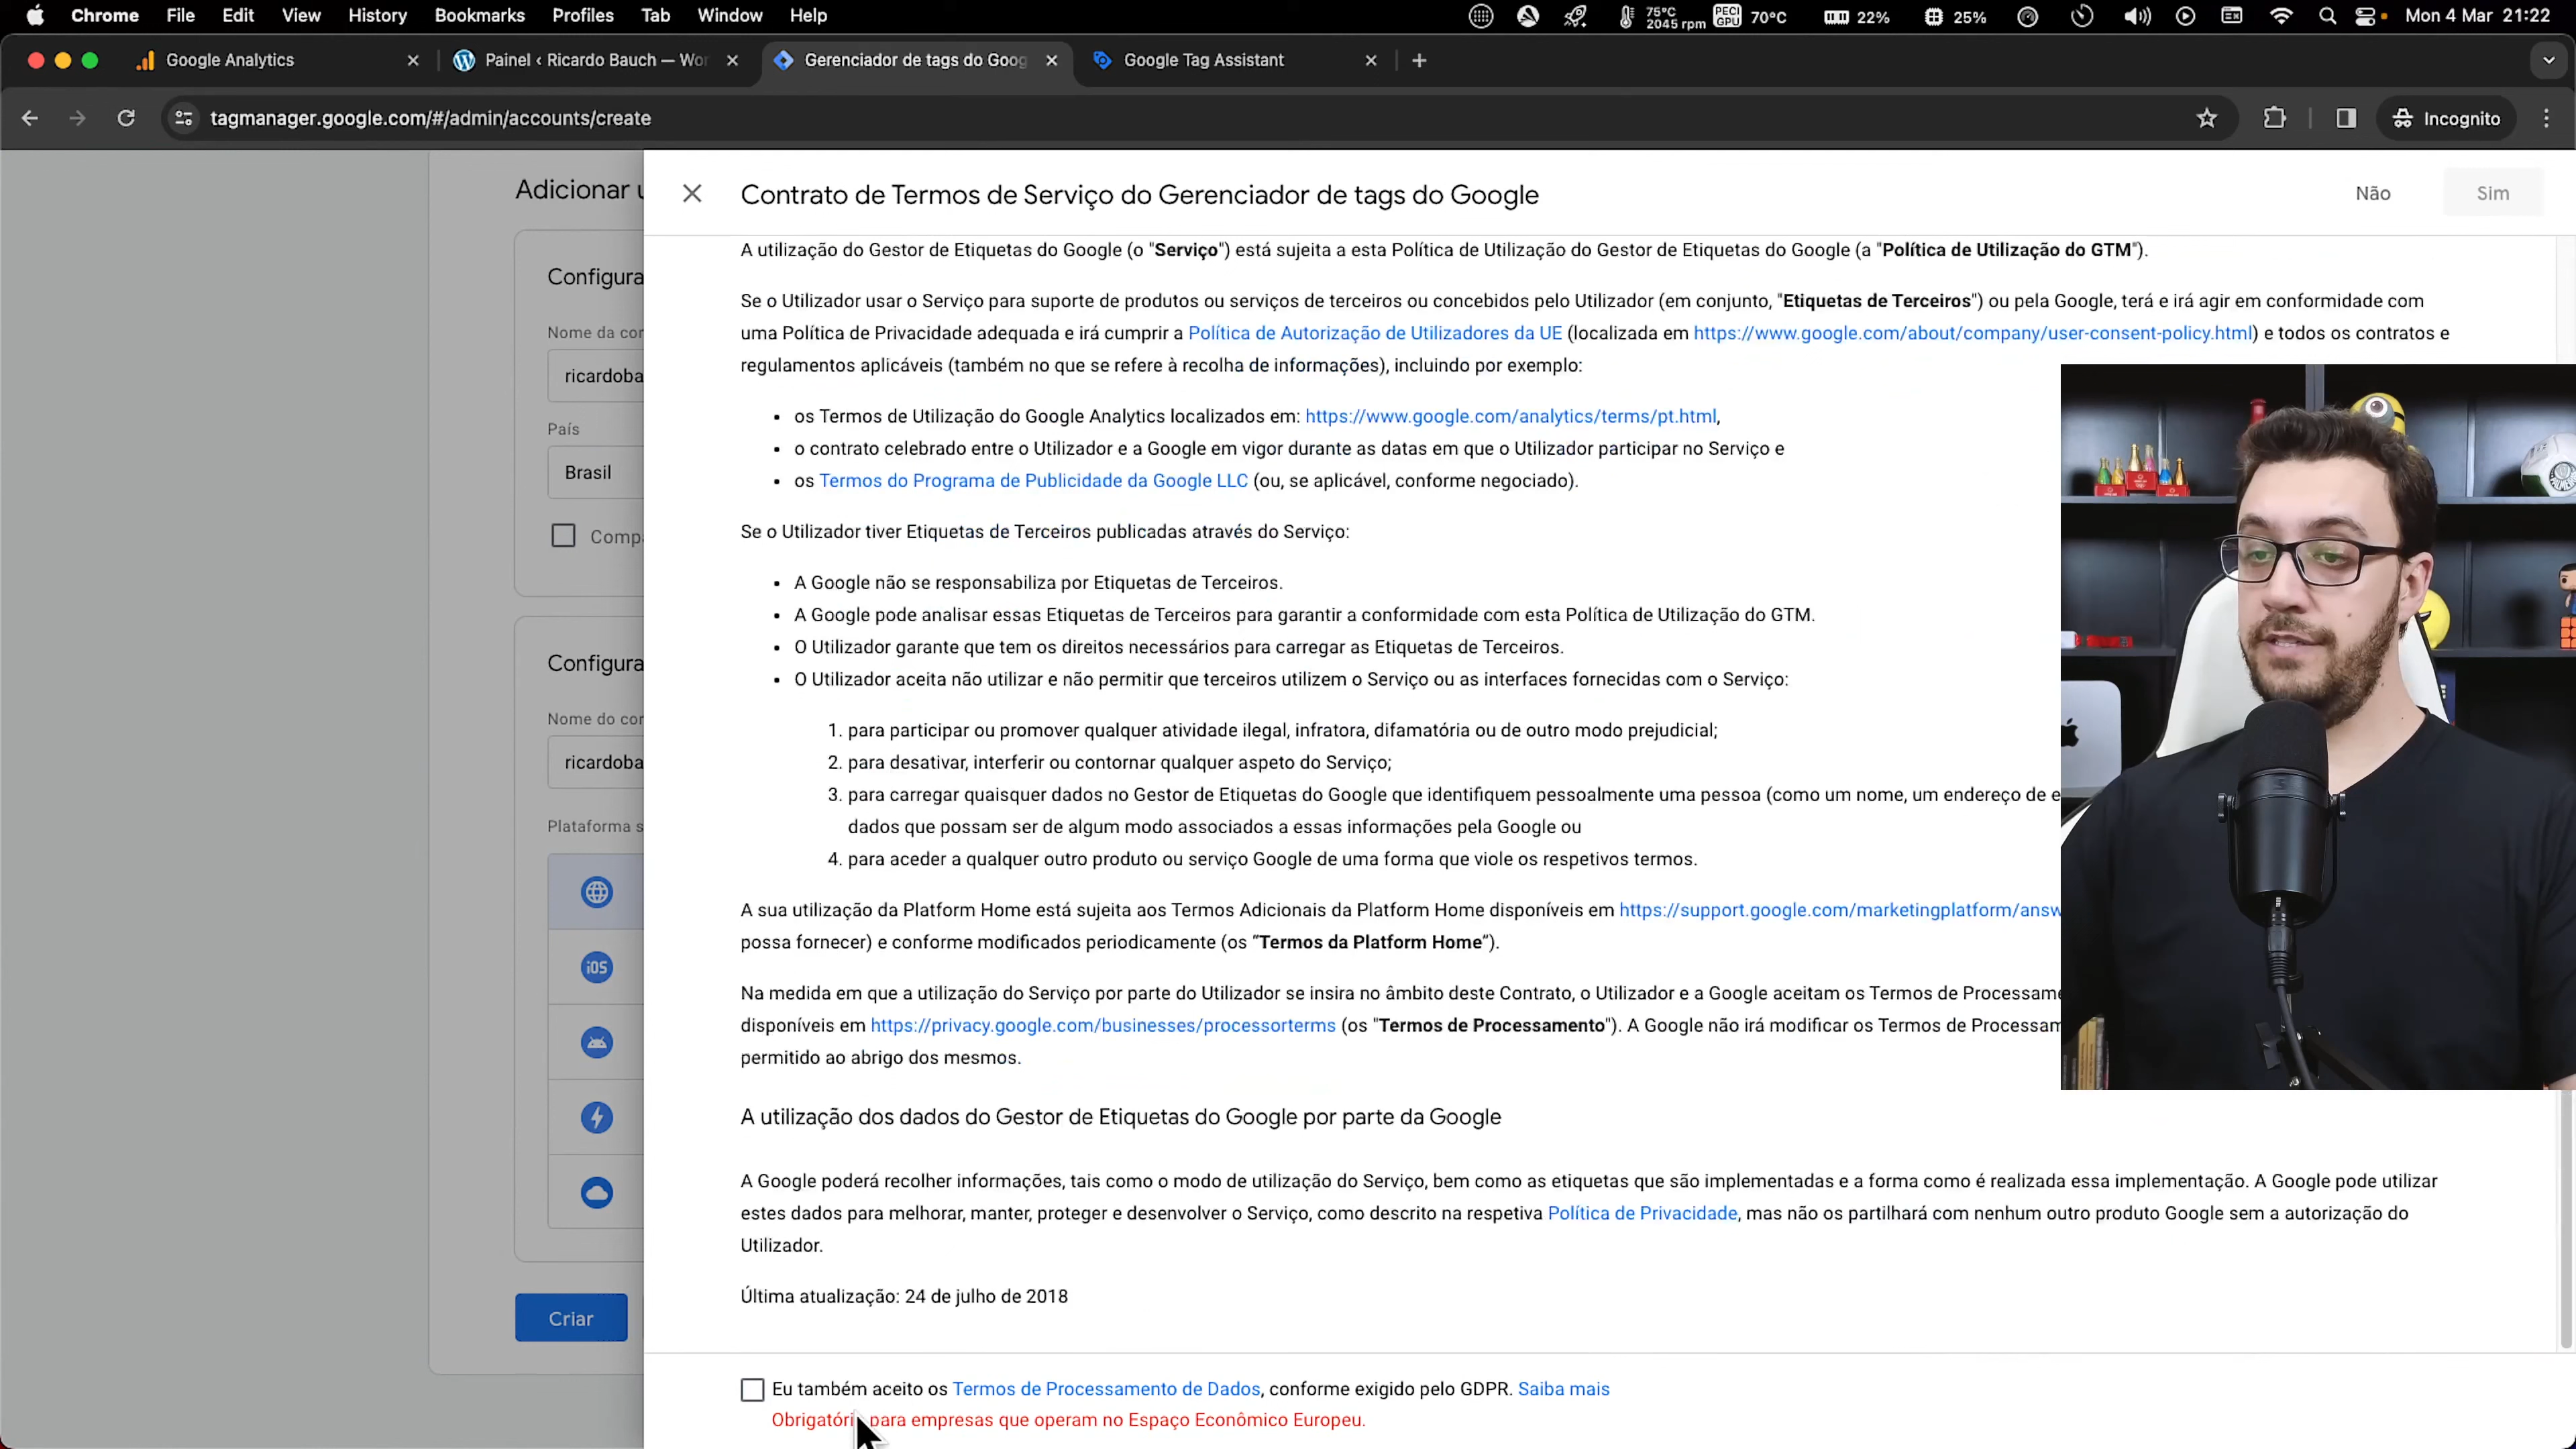 Chrome File Edit View History Bookmarks Profiles Tab Window Help 75°C 2045 rpm PECI GPU 70°C 22% 25% Mon 4 Mar 21:22
Google Analytics Painel ‹ Ricardo Bauch — Wor Gerenciador de tags do Goog Google Tag Assistant
tagmanager.google.com/#/admin/accounts/create Incognito
Adicionar
Configura
Nome da cor
ricardoba
País
Brasil
Compa
Configura
Nome do cor
ricardoba
Plataforma s
iOS
Criar
Contrato de Termos de Serviço do Gerenciador de tags do Google Não Sim
A utilização do Gestor de Etiquetas do Google (o "Serviço") está sujeita a esta Política de Utilização do Gestor de Etiquetas do Google (a "Política de Utilização do GTM").
Se o Utilizador usar o Serviço para suporte de produtos ou serviços de terceiros ou concebidos pelo Utilizador (em conjunto, "Etiquetas de Terceiros") ou pela Google, terá e irá agir em conformidade com
uma Política de Privacidade adequada e irá cumprir a Política de Autorização de Utilizadores da UE (localizada em https://www.google.com/about/company/user-consent-policy.html) e todos os contratos e
regulamentos aplicáveis (também no que se refere à recolha de informações), incluindo por exemplo:
• os Termos de Utilização do Google Analytics localizados em: https://www.google.com/analytics/terms/pt.html,
• o contrato celebrado entre o Utilizador e a Google em vigor durante as datas em que o Utilizador participar no Serviço e
• os Termos do Programa de Publicidade da Google LLC (ou, se aplicável, conforme negociado).
Se o Utilizador tiver Etiquetas de Terceiros publicadas através do Serviço:
• A Google não se responsabiliza por Etiquetas de Terceiros.
• A Google pode analisar essas Etiquetas de Terceiros para garantir a conformidade com esta Política de Utilização do GTM.
• O Utilizador garante que tem os direitos necessários para carregar as Etiquetas de Terceiros.
• O Utilizador aceita não utilizar e não permitir que terceiros utilizem o Serviço ou as interfaces fornecidas com o Serviço:
1. para participar ou promover qualquer atividade ilegal, infratora, difamatória ou de outro modo prejudicial;
2. para desativar, interferir ou contornar qualquer aspeto do Serviço;
3. para carregar quaisquer dados no Gestor de Etiquetas do Google que identifiquem pessoalmente uma pessoa (como um nome, um endereço de e
dados que possam ser de algum modo associados a essas informações pela Google ou
4. para aceder a qualquer outro produto ou serviço Google de uma forma que viole os respetivos termos.
A sua utilização da Platform Home está sujeita aos Termos Adicionais da Platform Home disponíveis em https://support.google.com/marketingplatform/answ
possa fornecer) e conforme modificados periodicamente (os “Termos da Platform Home”).
Na medida em que a utilização do Serviço por parte do Utilizador se insira no âmbito deste Contrato, o Utilizador e a Google aceitam os Termos de Processame
disponíveis em https://privacy.google.com/businesses/processorterms (os "Termos de Processamento"). A Google não irá modificar os Termos de Processam
permitido ao abrigo dos mesmos.
A utilização dos dados do Gestor de Etiquetas do Google por parte da Google
A Google poderá recolher informações, tais como o modo de utilização do Serviço, bem como as etiquetas que são implementadas e a forma como é realizada essa implementação. A Google pode utilizar
estes dados para melhorar, manter, proteger e desenvolver o Serviço, como descrito na respetiva Política de Privacidade, mas não os partilhará com nenhum outro produto Google sem a autorização do
Utilizador.
Última atualização: 24 de julho de 2018
Eu também aceito os Termos de Processamento de Dados, conforme exigido pelo GDPR. Saiba mais
Obrigatório para empresas que operam no Espaço Econômico Europeu.